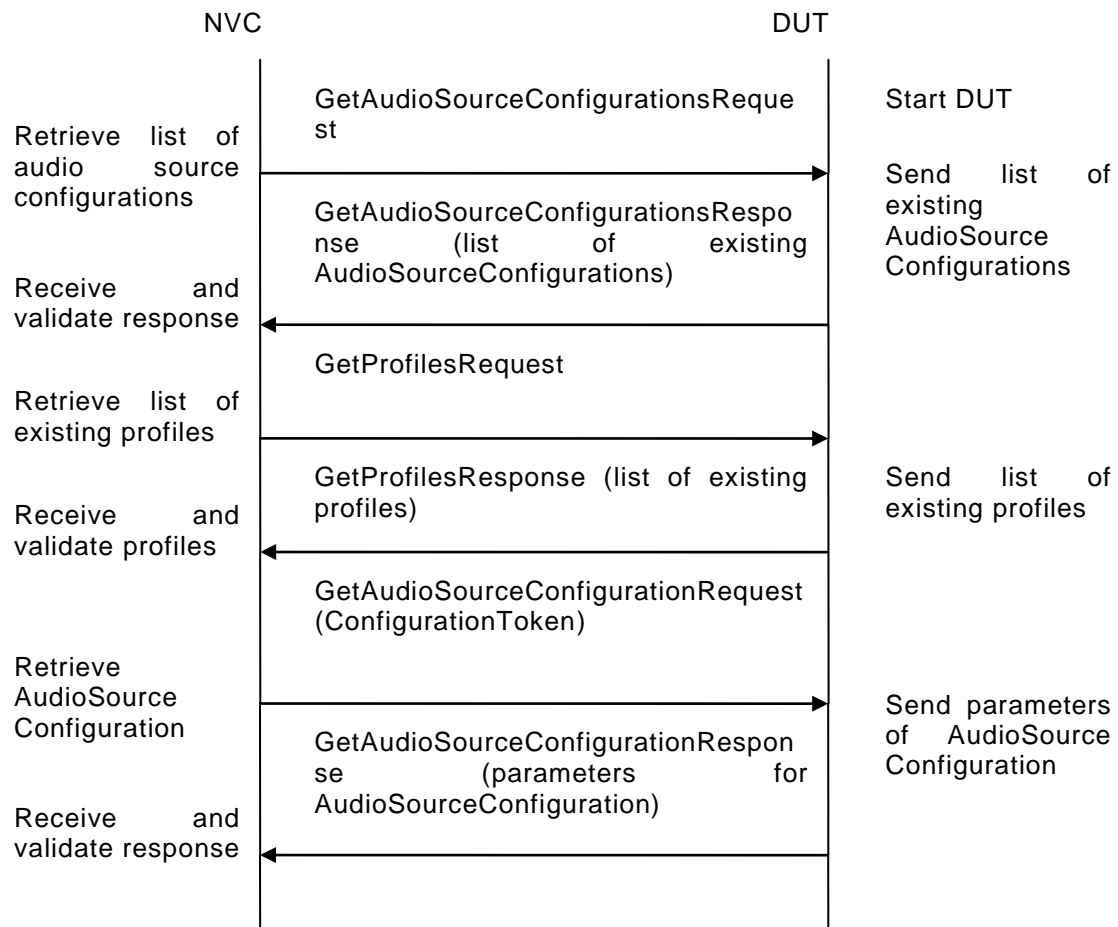 NVC
DUT
GetAudioSourceConfigurationsReque
st
Start DUT
Retrieve list of
audio source
configurations
Send list of
existing
AudioSource
Configurations
GetAudioSourceConfigurationsRespo
nse (list of existing
AudioSourceConfigurations)
Receive and
validate response
GetProfilesRequest
Retrieve list of
existing profiles
GetProfilesResponse (list of existing
profiles)
Send list of
existing profiles
Receive and
validate profiles
GetAudioSourceConfigurationRequest
(ConfigurationToken)
Retrieve
AudioSource
Configuration
Send parameters
of AudioSource
Configuration
GetAudioSourceConfigurationRespon
se (parameters for
AudioSourceConfiguration)
Receive and
validate response